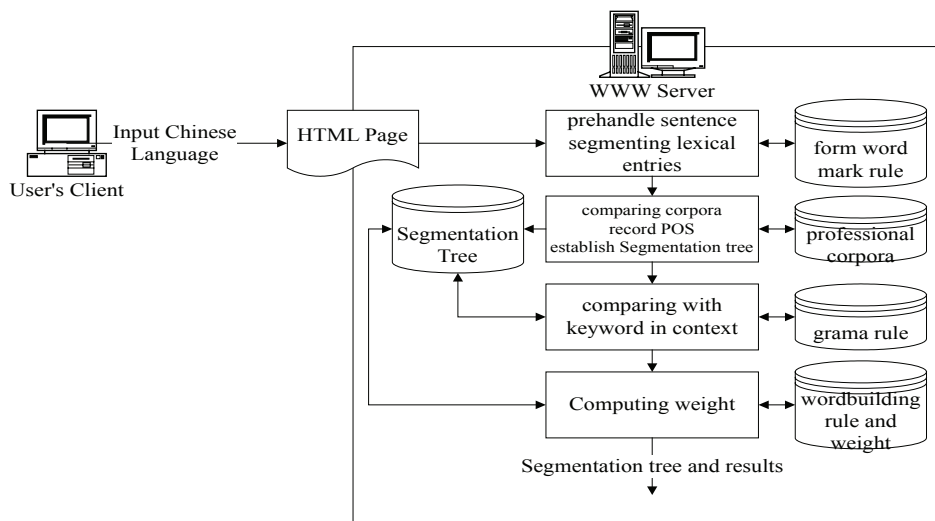 WWW Server
Input Chinese
Language
User's Client
HTML Page
prehandle sentence
segmenting lexical
entries
form word
mark rule
Segmentation
Tree
comparing corpora
record POS
establish Segmentation tree
professional
corpora
comparing with
keyword in context
grama rule
Computing weight
wordbuilding
rule and
weight
Segmentation tree and results